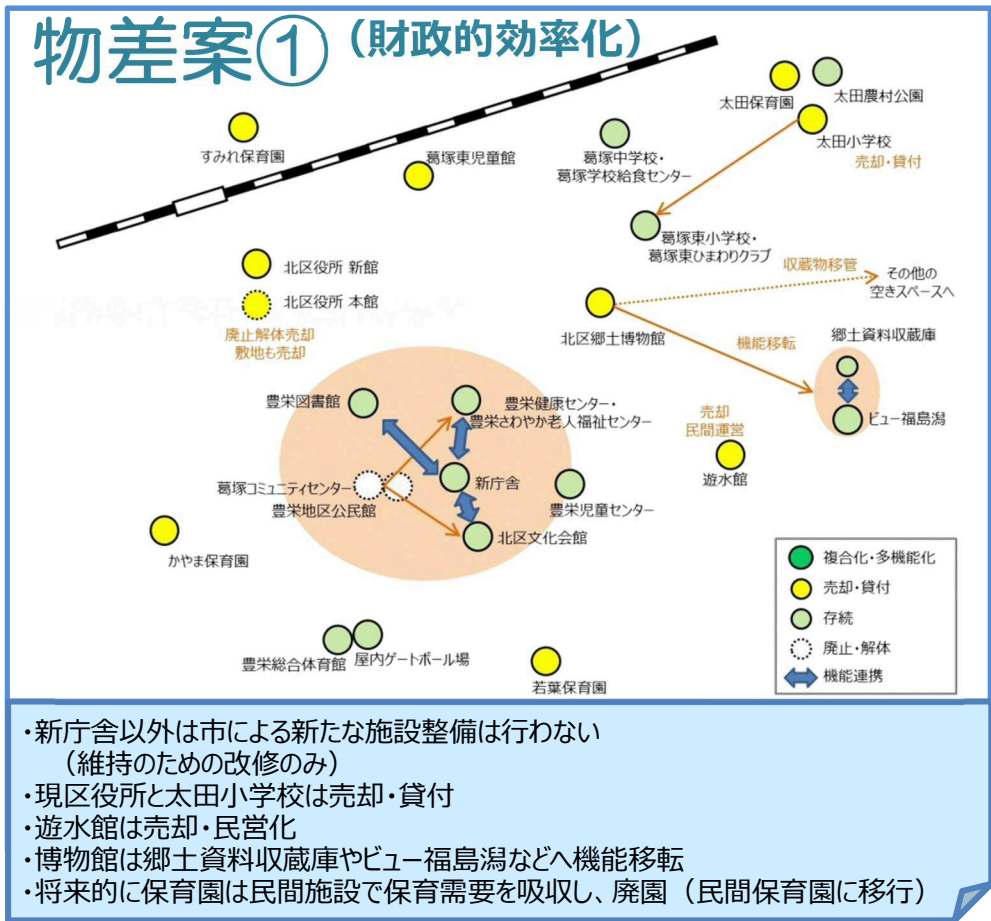 物差案①（財政的効率化）
太田保育園
太田農村公園
太田小学校
売却・貸付
すみれ保育園
葛塚東児童館
葛塚中学校・
葛塚学校給食センター
葛塚東小学校・
葛塚東ひまわりクラブ
北区役所 新館
北区役所 本館
廃止解体売却
敷地も売却
収蔵物移管
その他の
空きスペースへ
北区郷土博物館
機能移転
郷土資料収蔵庫
ビュー福島潟
豊栄図書館
豊栄健康センター・
豊栄さわやか老人福祉センター
売却
民間運営
遊水館
葛塚コミュニティセンター
豊栄地区公民館
新庁舎
豊栄児童センター
北区文化会館
かやま保育園
豊栄総合体育館
屋内ゲートボール場
若葉保育園
複合化・多機能化
売却・貸付
存続
廃止・解体
機能連携
・新庁舎以外は市による新たな施設整備は行わない
（維持のための改修のみ）
・現区役所と太田小学校は売却・貸付
・遊水館は売却・民営化
・博物館は郷土資料収蔵庫やビュー福島潟などへ機能移転
・将来的に保育園は民間施設で保育需要を吸収し、廃園（民間保育園に移行）